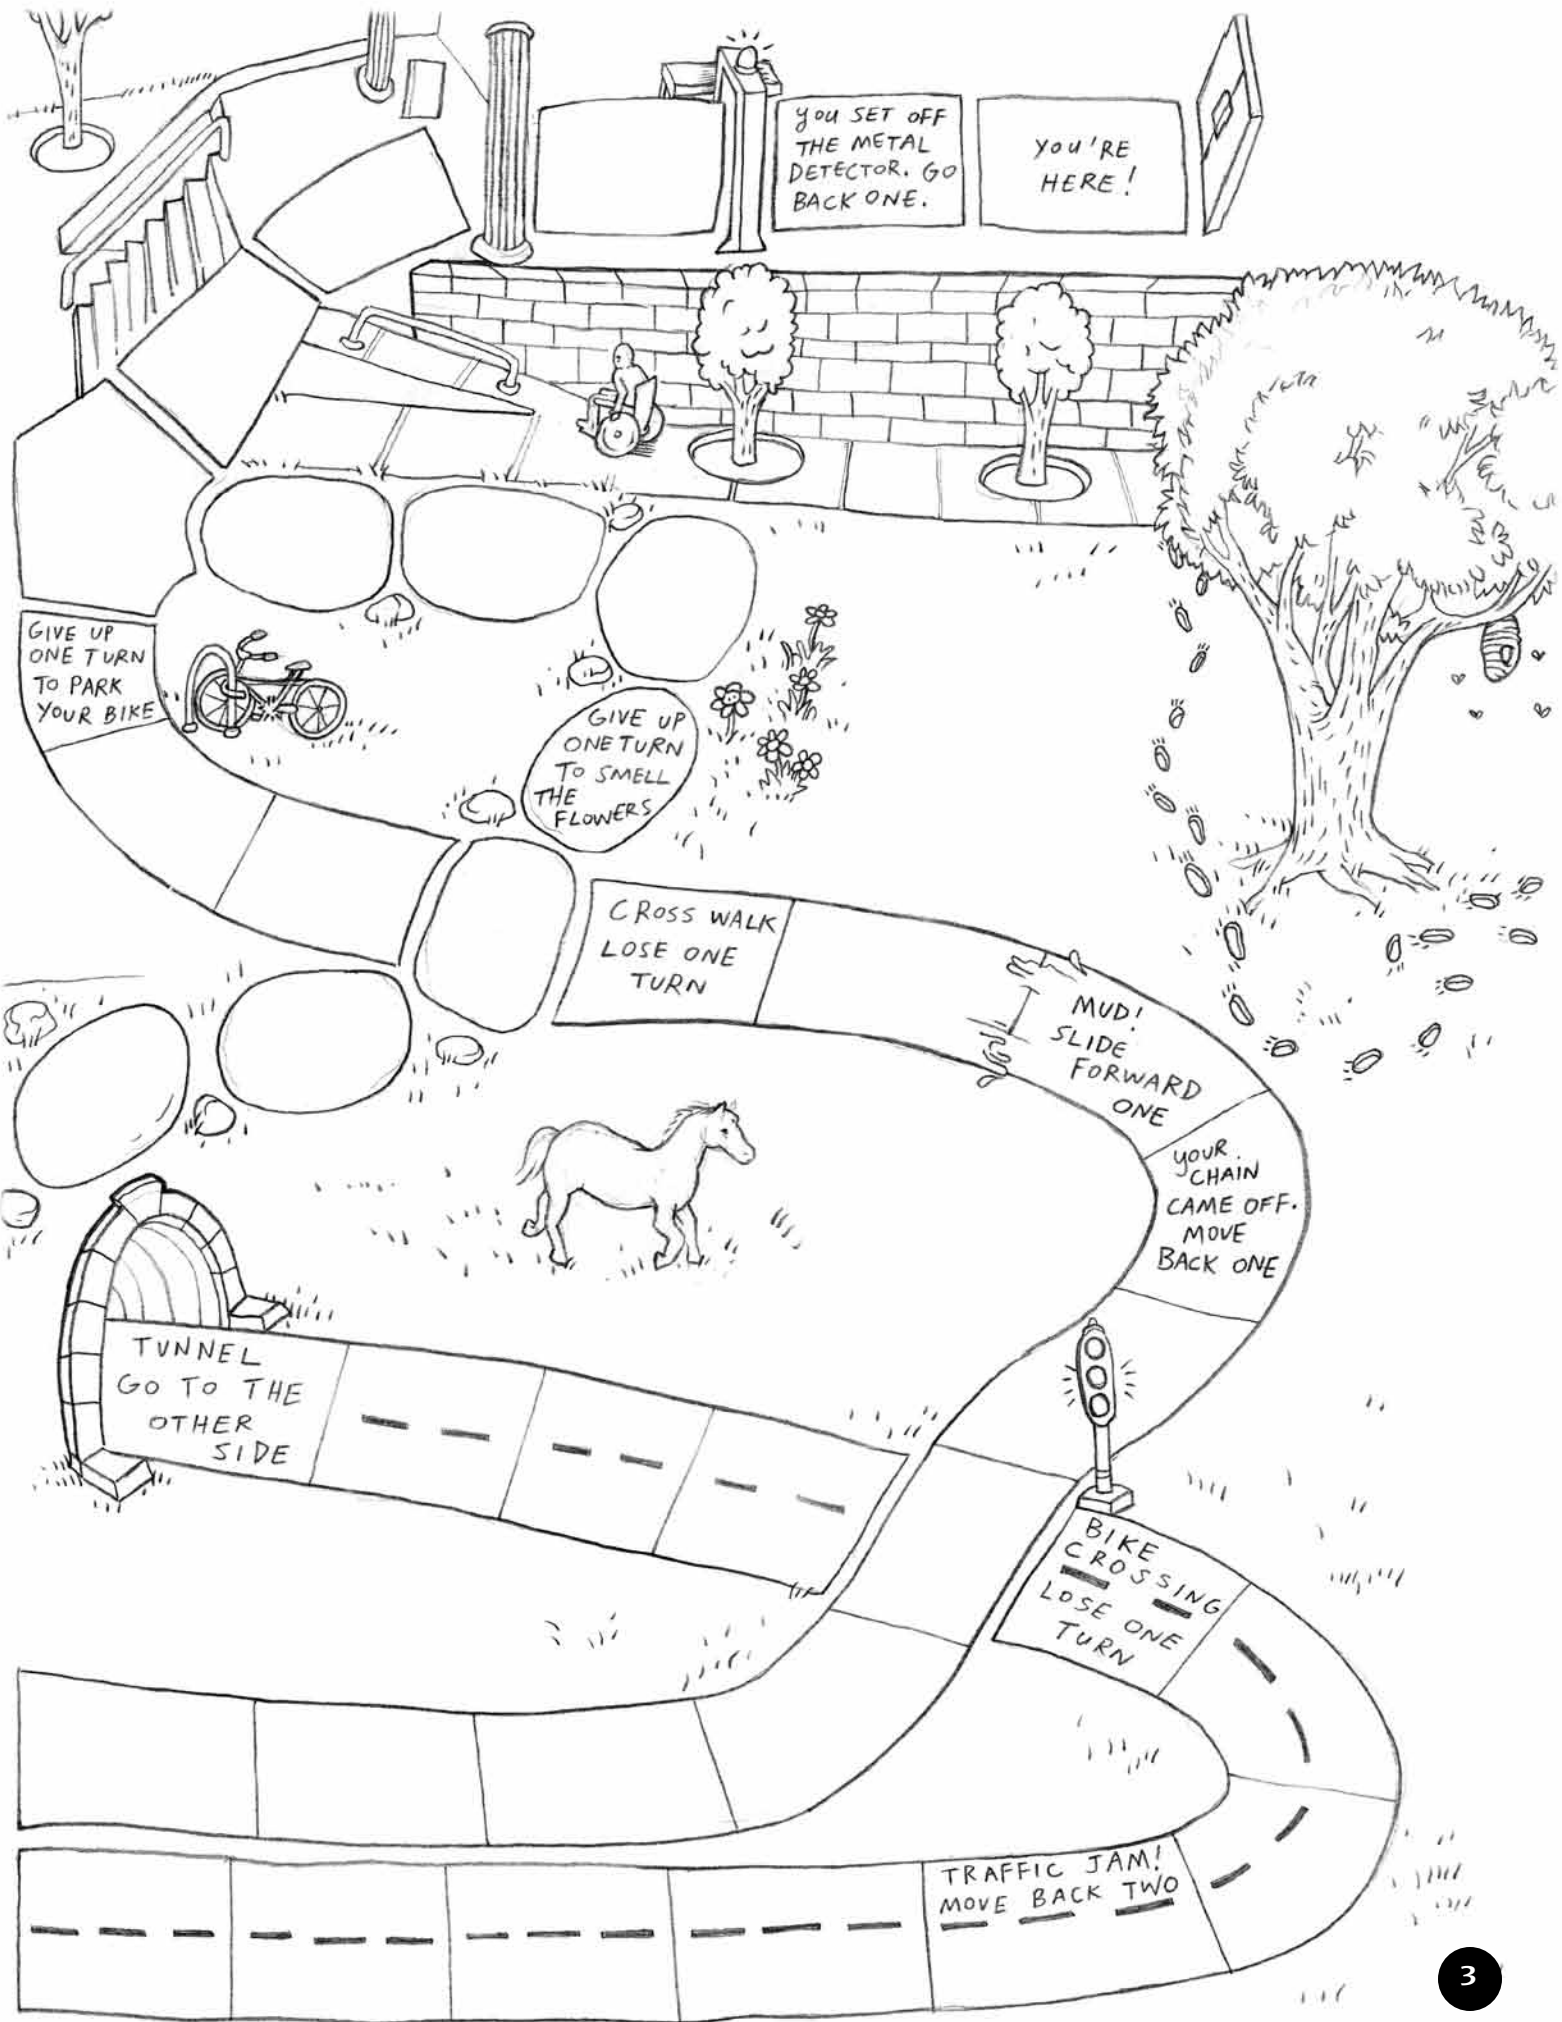 YOU SET OFF
THE METAL
DETECTOR. GO
BACK ONE.
YOU'RE
HERE!
GIVE UP
ONE TURN
TO PARK
YOUR BIKE
GIVE UP
ONE TURN
TO SMELL
THE
FLOWERS
CROSS WALK
LOSE ONE
TURN
MUD!
SLIDE
FORWARD
ONE
YOUR
CHAIN
CAME OFF.
MOVE
BACK ONE
TUNNEL
GO TO THE
OTHER
SIDE
BIKE
CROSSING
LOSE ONE
TURN
TRAFFIC JAM!
MOVE BACK TWO
3